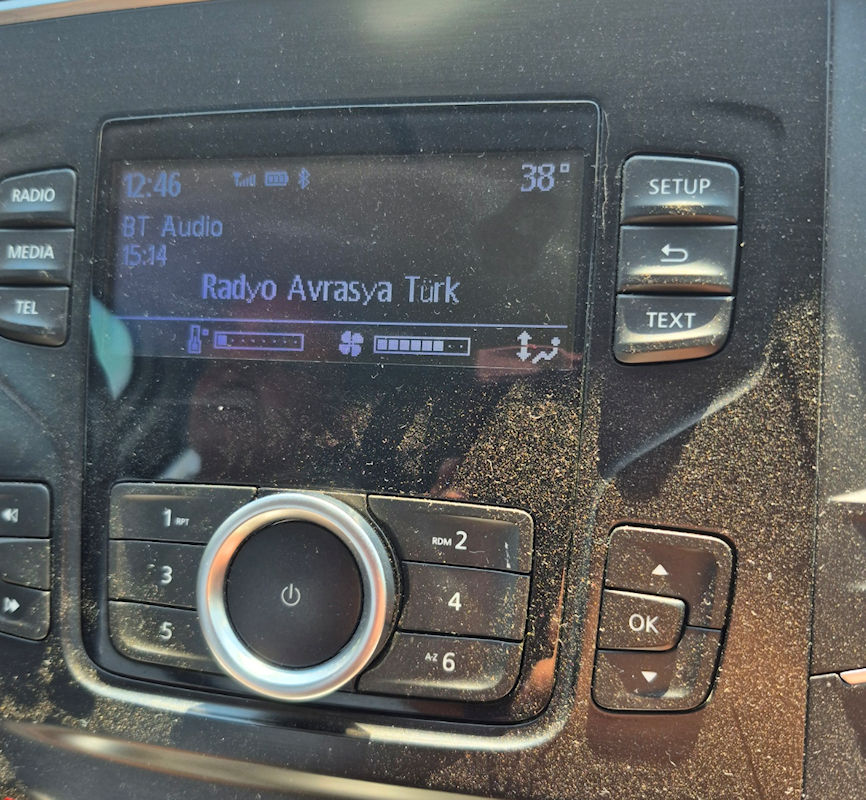 12:46 38°
RADIO
SETUP
BT Audio
MEDIA
15:14
Radyo Avrasya Türk
TEL
TEXT
1 RPT
RDM 2
3
4
5
A-Z 6
OK